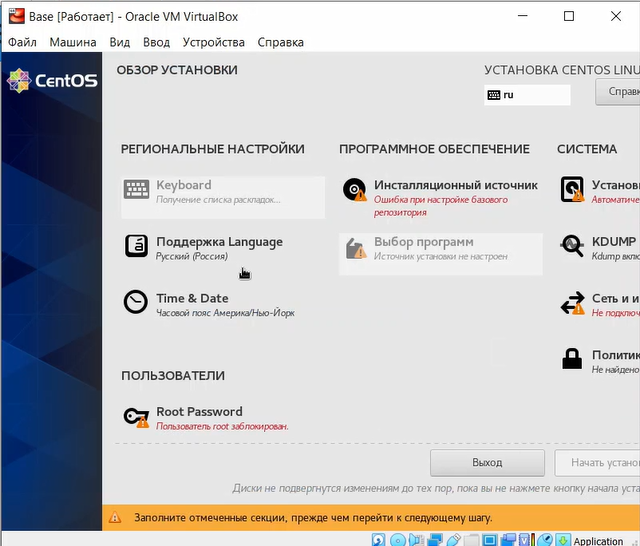 Base [Работает] - Oracle VM VirtualBox
Файл Машина Вид Ввод Устройства Справка
CentOS
ОБЗОР УСТАНОВКИ
УСТАНОВКА CENTOS LINU
ru
Справк
РЕГИОНАЛЬНЫЕ НАСТРОЙКИ
Keyboard
Получение списка раскладок...
Поддержка Language
Русский (Россия)
Time & Date
Часовой пояс Америка/Нью-Йорк
ПРОГРАММНОЕ ОБЕСПЕЧЕНИЕ
Инсталляционный источник
Ошибка при настройке базового
репозитория
Выбор программ
Источник установки не настроен
СИСТЕМА
Установ
Автоматиче
KDUMP
Kdump вклю
Сеть и и
Не подключ
Политик
Не найдено
ПОЛЬЗОВАТЕЛИ
Root Password
Пользователь root заблокирован.
Выход
Начать устано
Диски не подвергнутся изменениям до тех пор, пока вы не нажмете кнопку начала уста
Заполните отмеченные секции, прежде чем перейти к следующему шагу.
Application